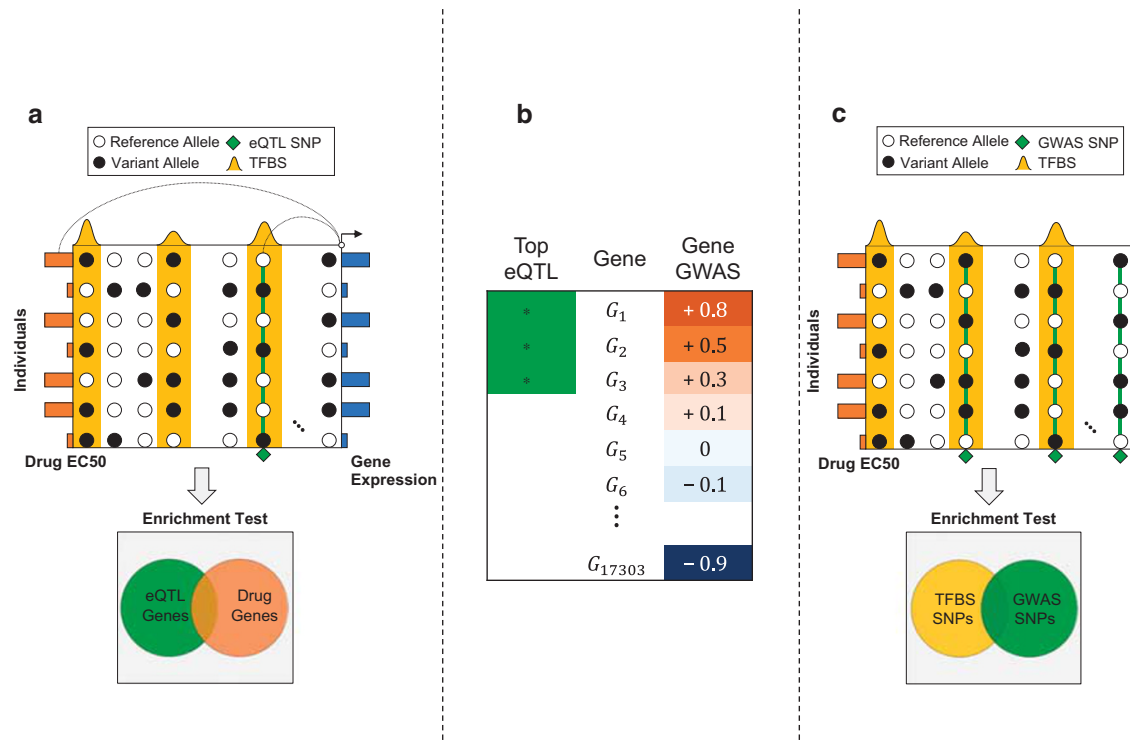 a
Reference Allele
eQTL SNP
Variant Allele
TFBS
Individuals
Drug EC50
Gene
Expression
Enrichment Test
eQTL
Genes
Drug
Genes
b
Top
eQTL
Gene
Gene
GWAS
* G1 + 0.8
* G2 + 0.5
* G3 + 0.3
G4 + 0.1
G5 0
G6 − 0.1
⋮
G17303 − 0.9
c
Reference Allele
GWAS SNP
Variant Allele
TFBS
Individuals
Drug EC50
Enrichment Test
TFBS
SNPs
GWAS
SNPs